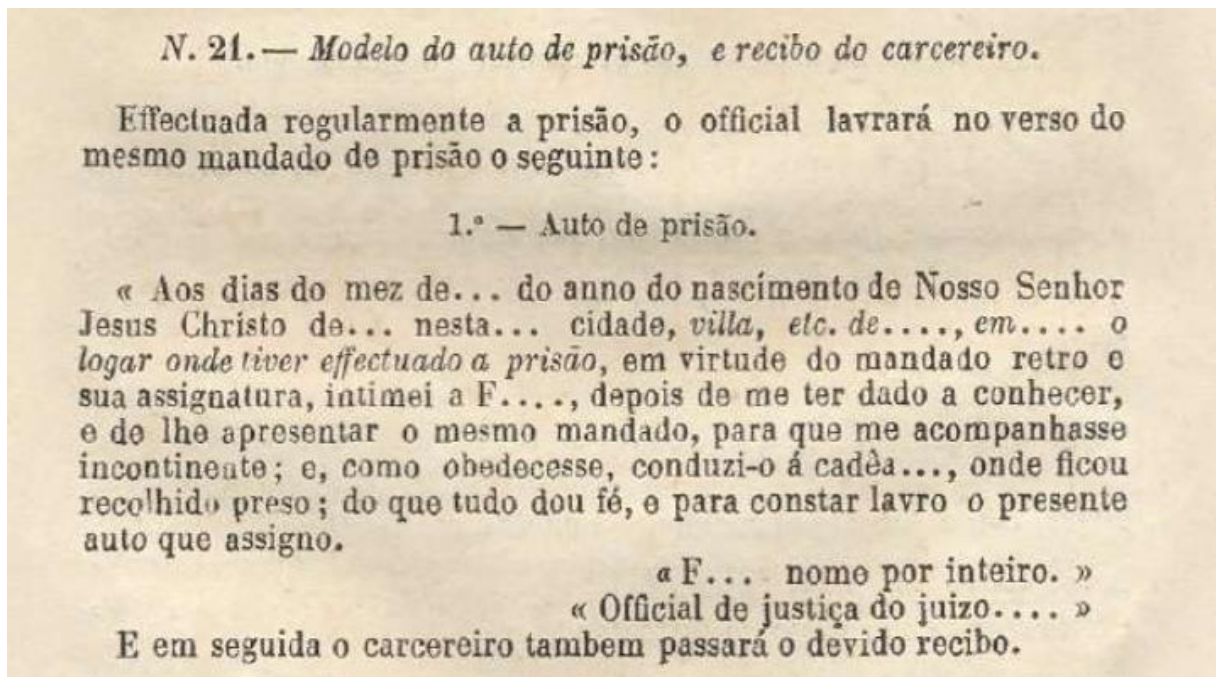 N. 21.— Modelo do auto de prisão, e recibo do carcereiro.
Effectuada regularmente a prisão, o official lavrará no verso do
mesmo mandado de prisão o seguinte:
1.º — Auto de prisão.
« Aos dias do mez de... do anno do nascimento de Nosso Senhor
Jesus Christo de... nesta... cidade, villa, etc. de...., em.... o
logar onde tiver effectuado a prisão, em virtude do mandado retro e
sua assignatura, intimei a F...., depois de me ter dado a conhecer,
e de lhe apresentar o mesmo mandado, para que me acompanhasse
incontinente; e, como obedecesse, conduzi-o á cadêa..., onde ficou
recolhido preso; do que tudo dou fé, e para constar lavro o presente
auto que assigno.
« F... nome por inteiro. »
« Official de justiça do juizo.... »
E em seguida o carcereiro tambem passará o devido recibo.